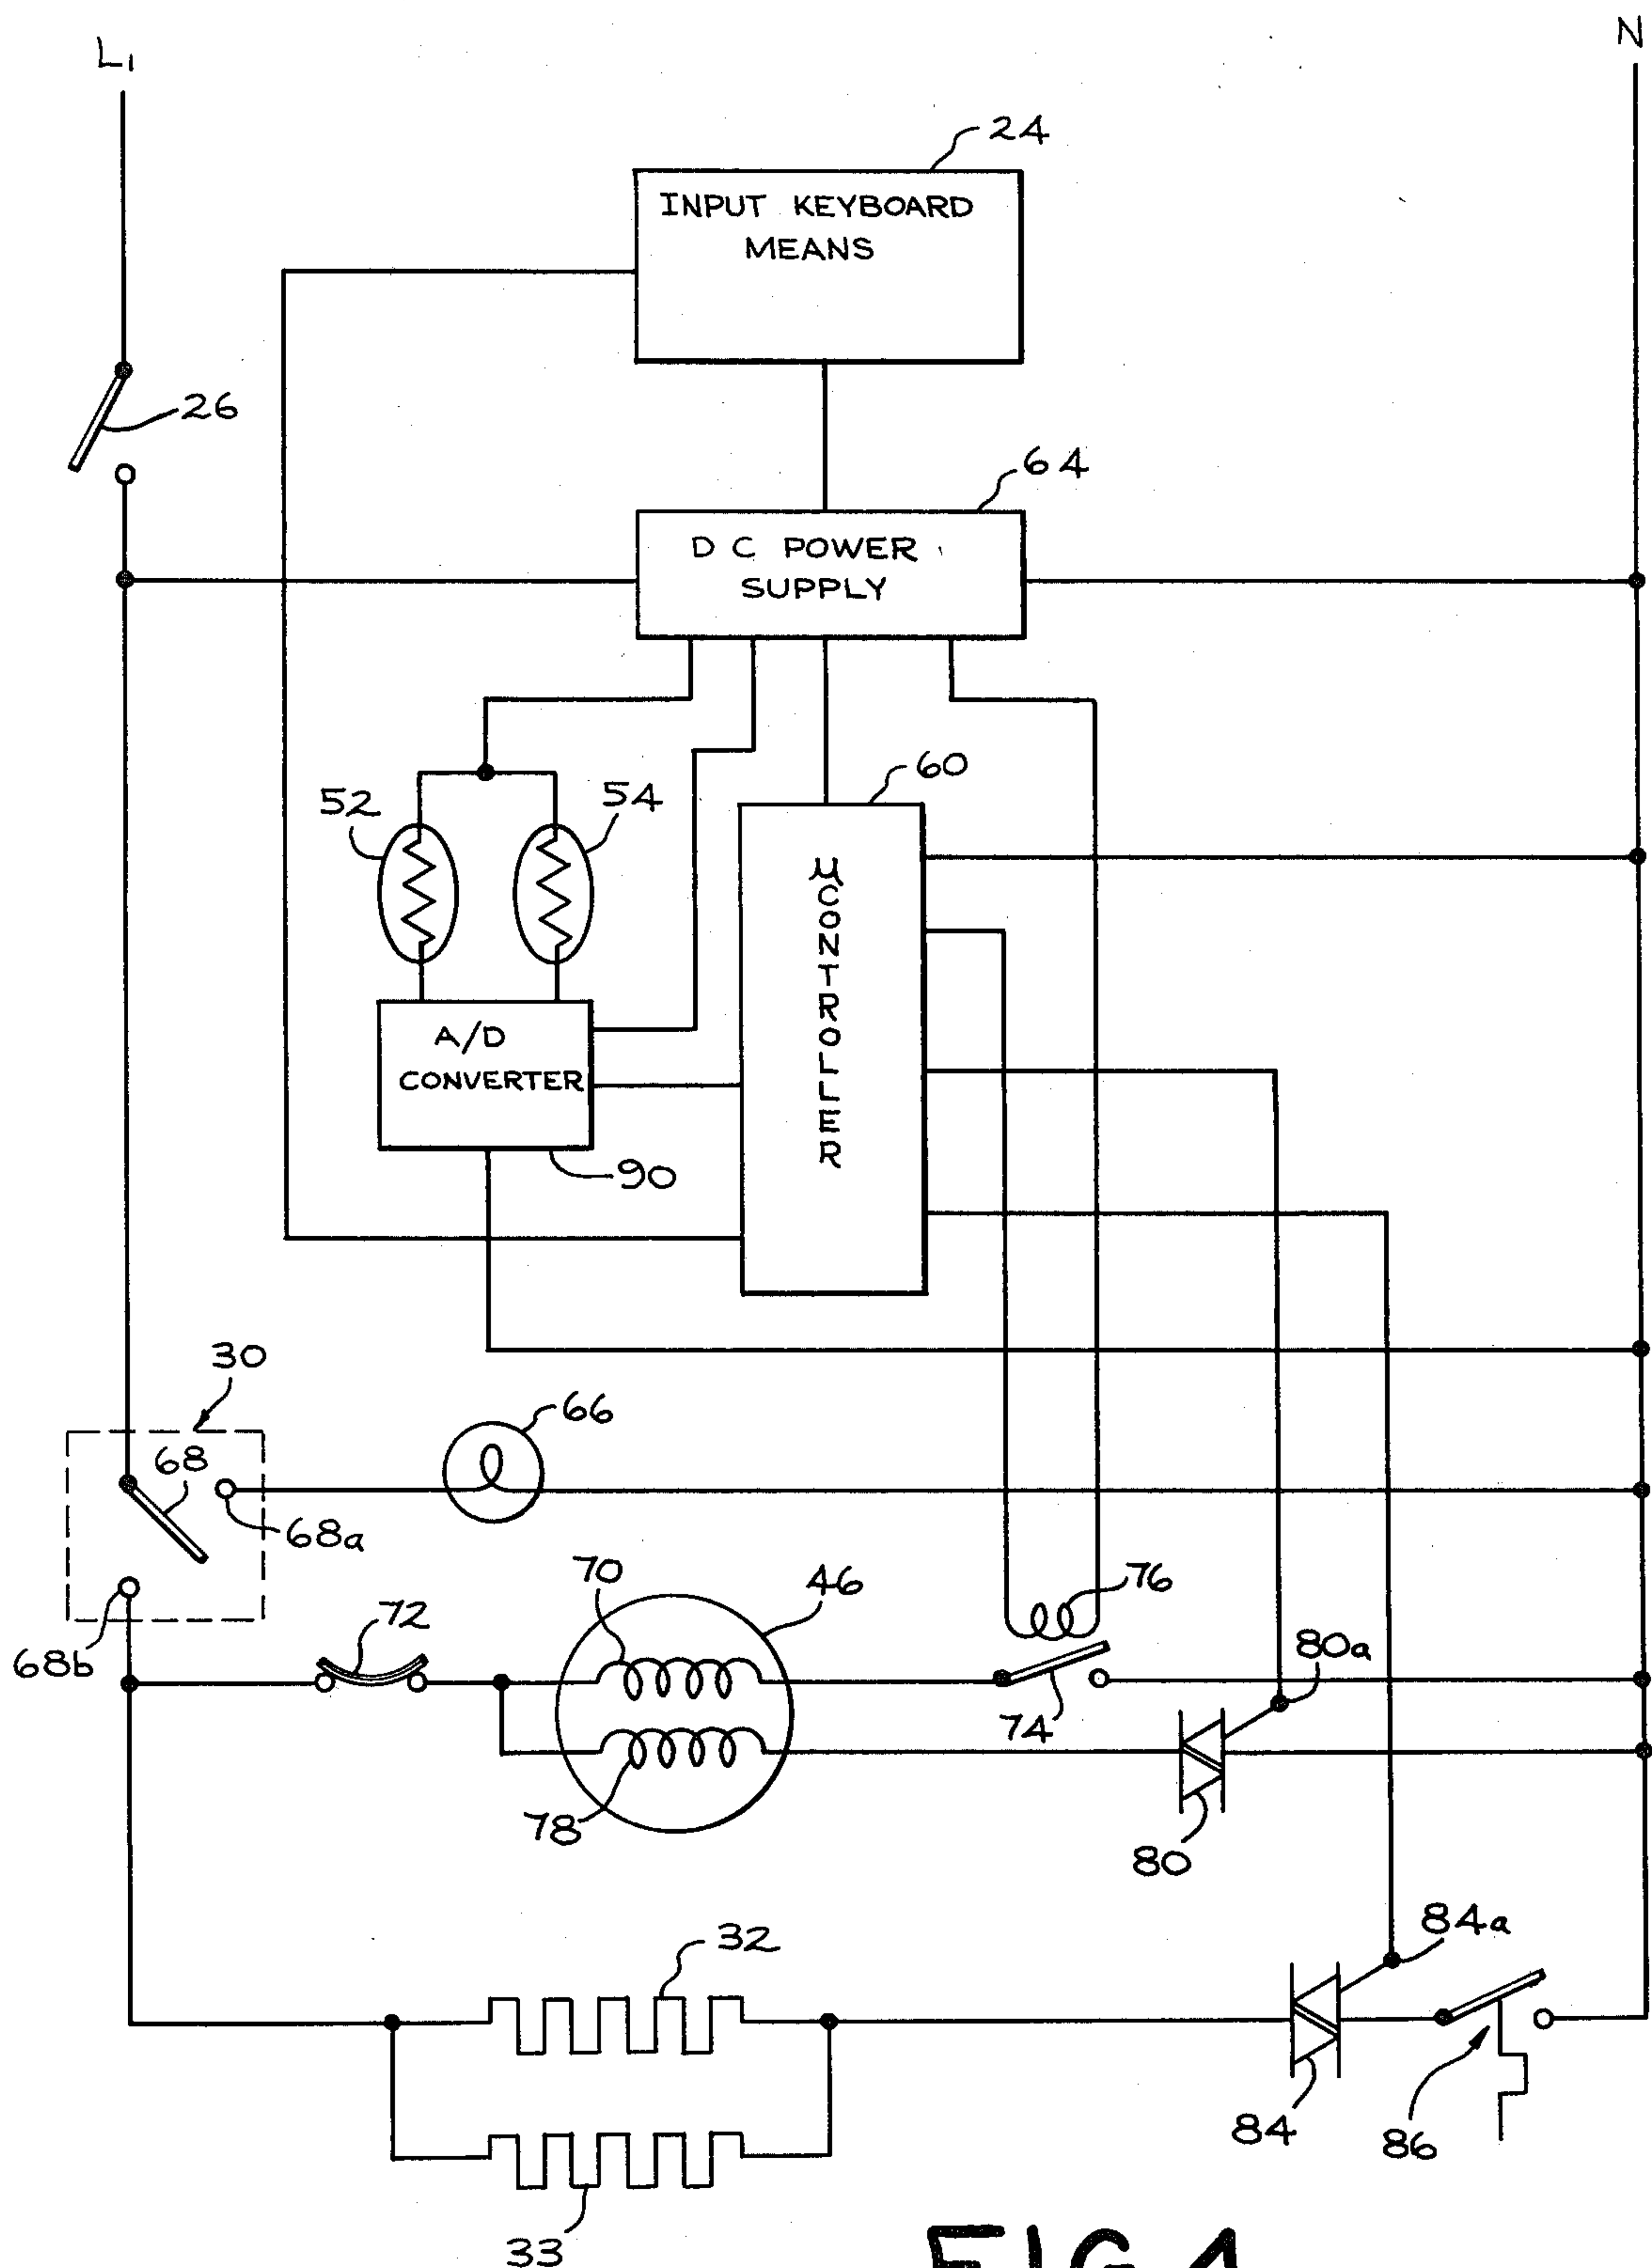 L1
N
24
INPUT KEYBOARD
MEANS
26
64
D C POWER
SUPPLY
60
52
54
μCONTROLLER
A/D
CONVERTER
90
30
66
68
68a
68b
72
70
46
76
80a
74
78
80
32
84a
84
86
33